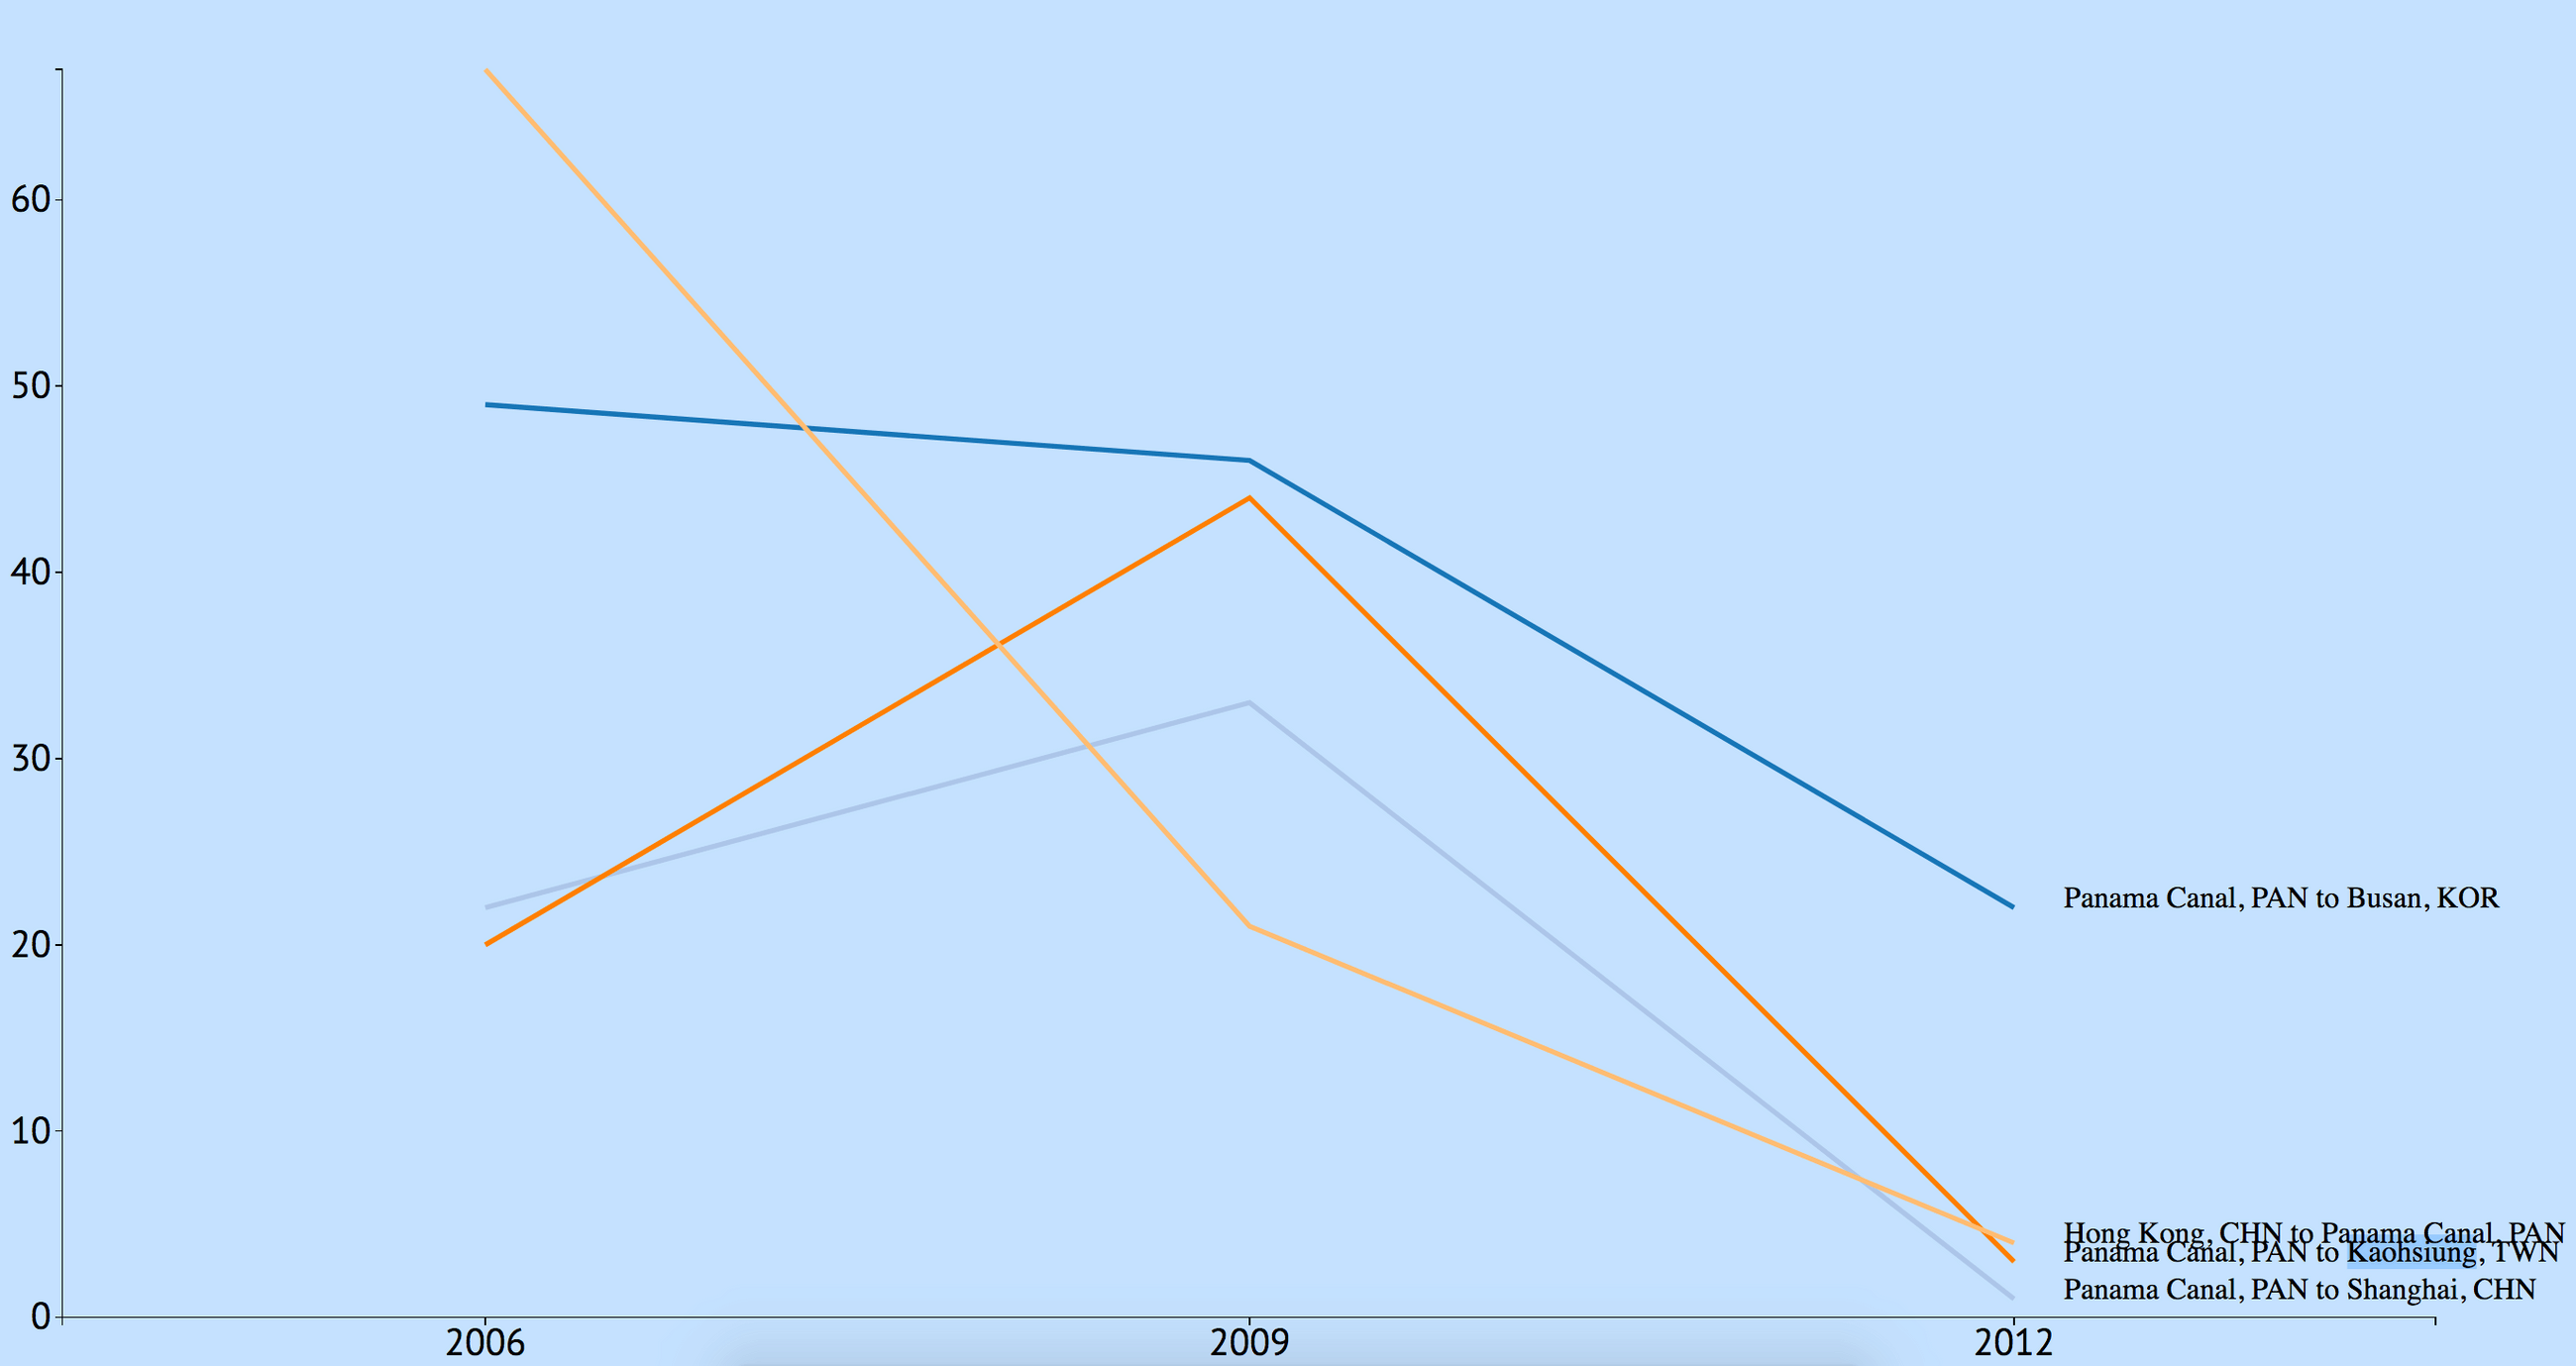 60
50
40
30
20
10
0
2006 2009 2012
Panama Canal, PAN to Busan, KOR
Hong Kong, CHN to Panama Canal, PAN
Panama Canal, PAN to Kaohsiung, TWN
Panama Canal, PAN to Shanghai, CHN